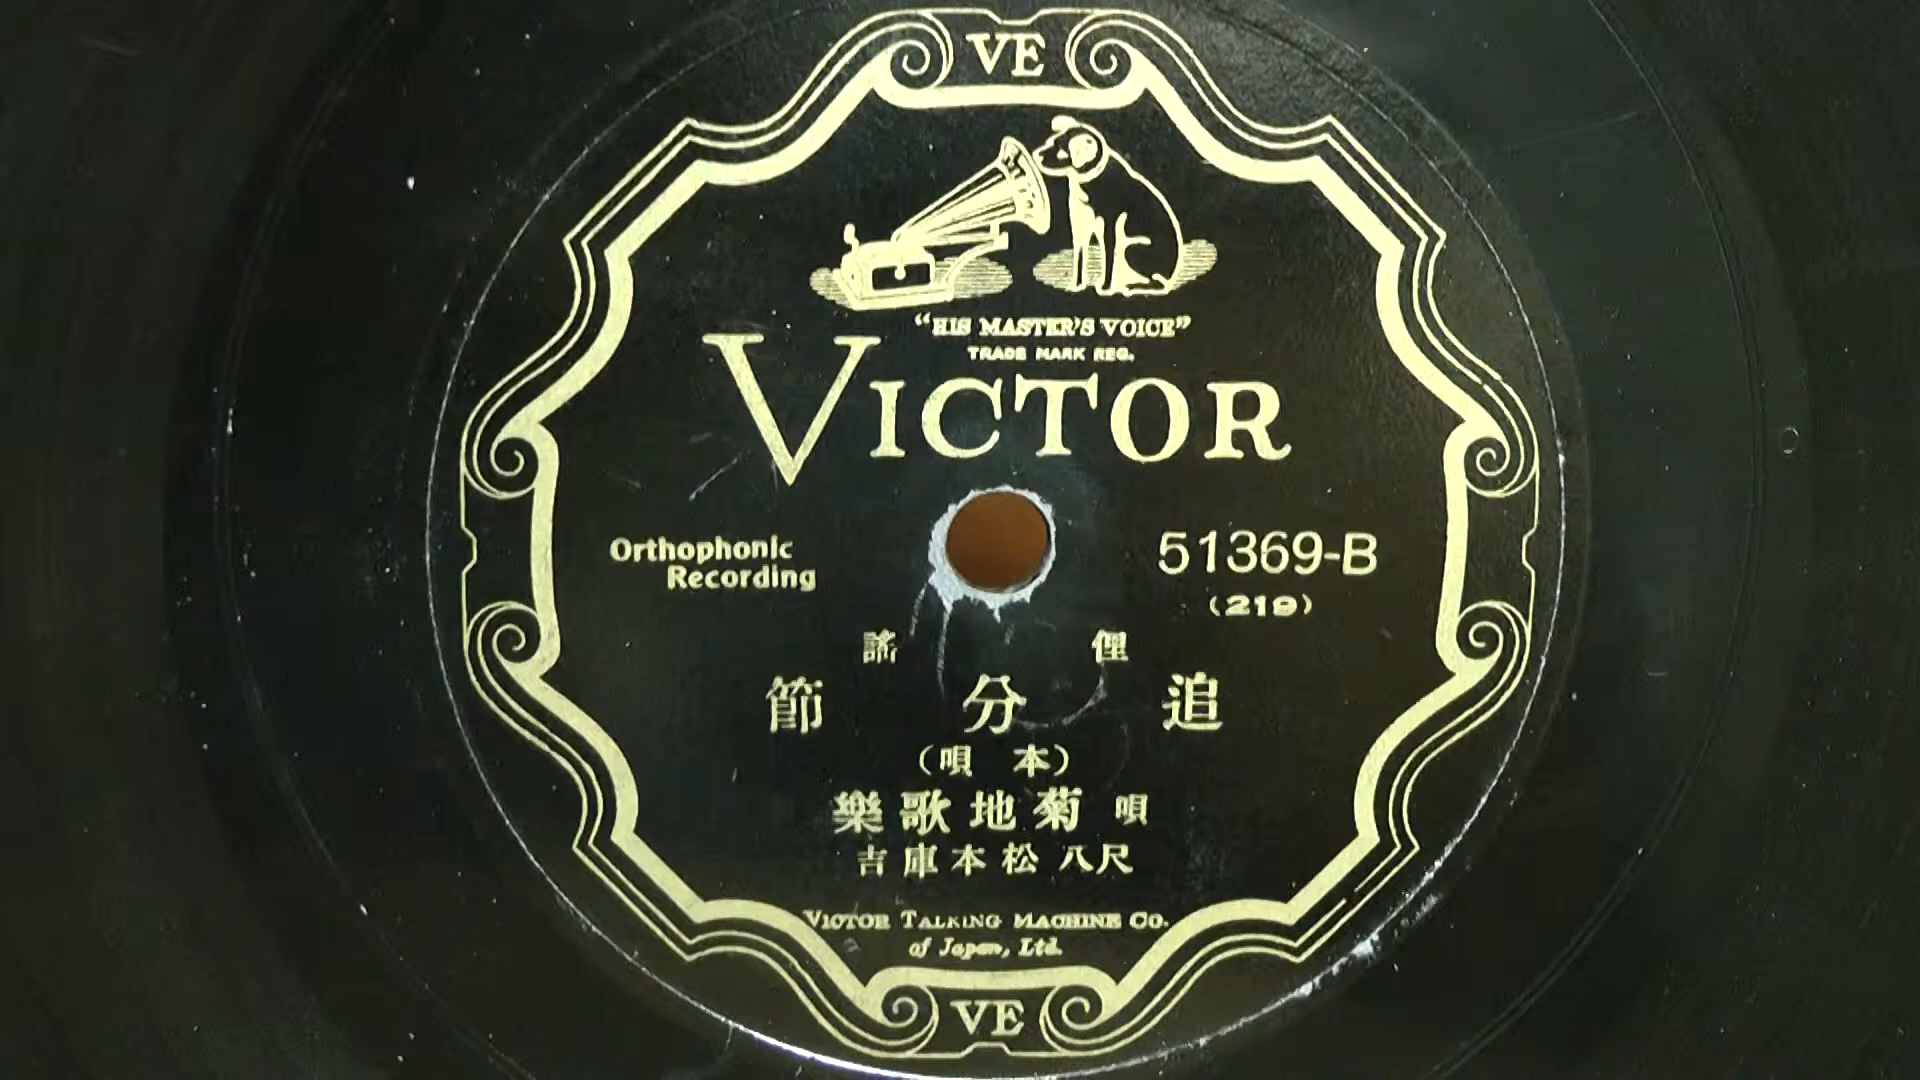 VE
"HIS MASTER'S VOICE"
TRADE MARK REG.
VICTOR
Orthophonic
Recording
51369-B
(219)
俚謠
追分節
(本唄)
唄 菊地歌樂
尺八 松本庫吉
VICTOR TALKING MACHINE CO.
of Japan, Ltd.
VE